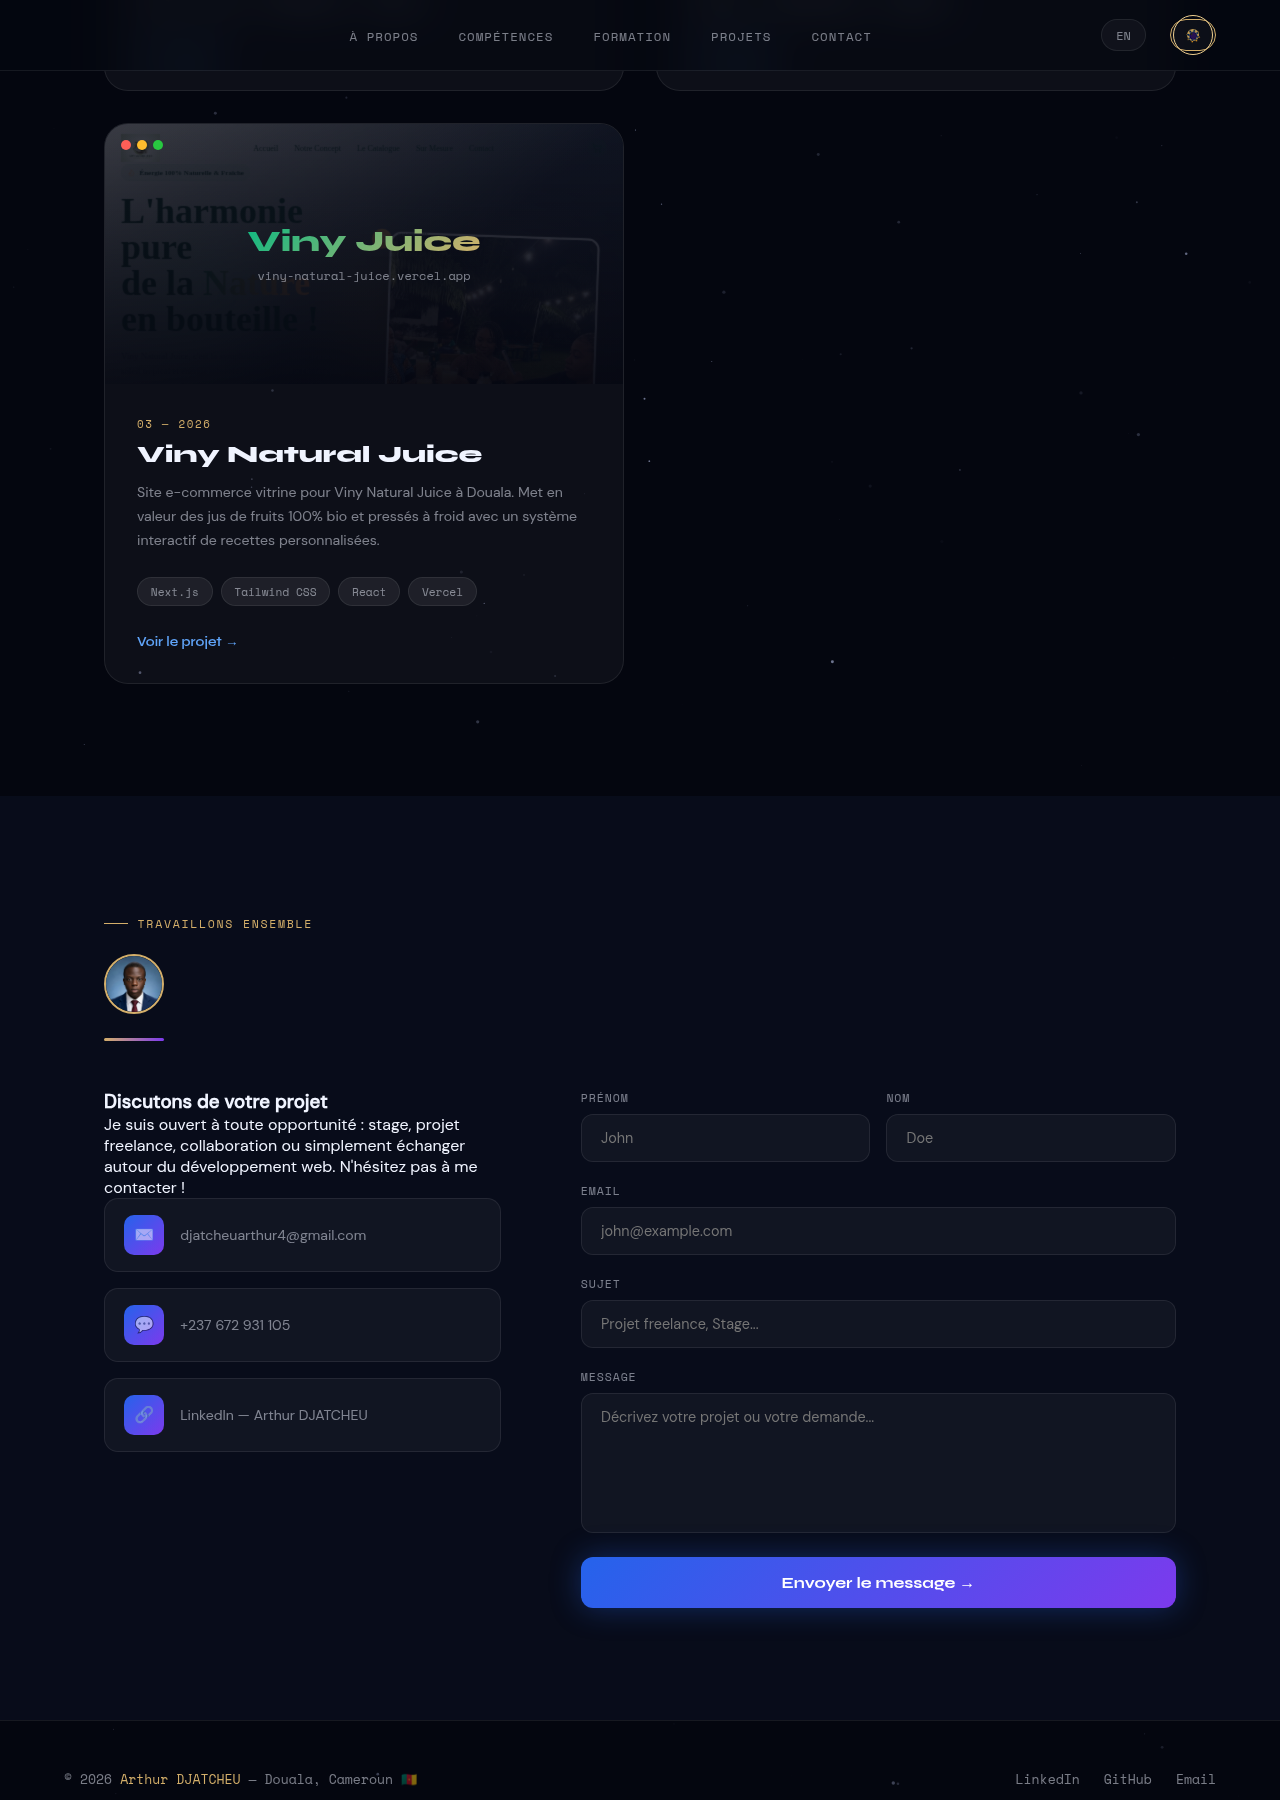 À PROPOS COMPÉTENCES FORMATION PROJETS CONTACT EN
Accueil
L'harmonie
pure
de la
en bouteille !
Viny Juice
viny-natural-juice.vercel.app
03 — 2026
Viny Natural Juice
Site e-commerce vitrine pour Viny Natural Juice à Douala. Met en
valeur des jus de fruits 100% bio et pressés à froid avec un système
interactif de recettes personnalisées.
Next.js Tailwind CSS React Vercel
Voir le projet →
TRAVAILLONS ENSEMBLE
Discutons de votre projet
Je suis ouvert à toute opportunité : stage, projet
freelance, collaboration ou simplement échanger
autour du développement web. N'hésitez pas à me
contacter !
djatcheuarthur4@gmail.com
+237 672 931 105
LinkedIn — Arthur DJATCHEU
PRÉNOM NOM
John Doe
EMAIL
john@example.com
SUJET
Projet freelance, Stage...
MESSAGE
Décrivez votre projet ou votre demande...
Envoyer le message →
© 2026 Arthur DJATCHEU — Douala, Cameroun 🇨🇲
LinkedIn GitHub Email